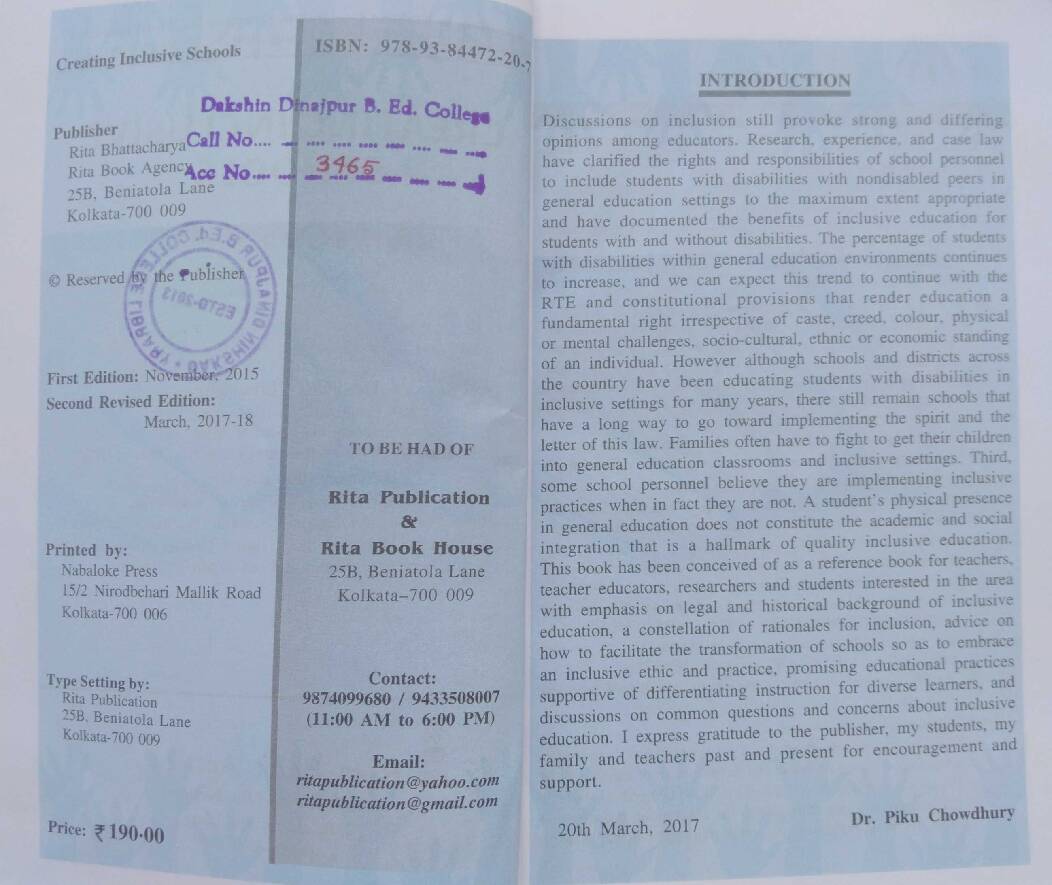 Creating Inclusive Schools
Publisher
Rita Bhattacharya
Rita Book Agency
25B, Beniatola Lane
Kolkata-700 009
© Reserved by the Publisher
First Edition: November, 2015
Second Revised Edition:
March, 2017-18
Printed by:
Nabaloke Press
15/2 Nirodbehari Mallik Road
Kolkata-700 006
Type Setting by:
Rita Publication
25B, Beniatola Lane
Kolkata-700 009
Price: ₹ 190·00
ISBN: 978-93-84472-20-7
Dakshin Dinajpur B. Ed. College
Call No....
Acc No.... 3465
DAKSHIN DINAJPUR B.Ed. COLLEGE LIBRARY
ESTD-2013
TO BE HAD OF
Rita Publication
&
Rita Book House
25B, Beniatola Lane
Kolkata–700 009
Contact:
9874099680 / 9433508007
(11:00 AM to 6:00 PM)
Email:
ritapublication@yahoo.com
ritapublication@gmail.com
INTRODUCTION
Discussions on inclusion still provoke strong and differing
opinions among educators. Research, experience, and case law
have clarified the rights and responsibilities of school personnel
to include students with disabilities with nondisabled peers in
general education settings to the maximum extent appropriate
and have documented the benefits of inclusive education for
students with and without disabilities. The percentage of students
with disabilities within general education environments continues
to increase, and we can expect this trend to continue with the
RTE and constitutional provisions that render education a
fundamental right irrespective of caste, creed, colour, physical
or mental challenges, socio-cultural, ethnic or economic standing
of an individual. However although schools and districts across
the country have been educating students with disabilities in
inclusive settings for many years, there still remain schools that
have a long way to go toward implementing the spirit and the
letter of this law. Families often have to fight to get their children
into general education classrooms and inclusive settings. Third,
some school personnel believe they are implementing inclusive
practices when in fact they are not. A student's physical presence
in general education does not constitute the academic and social
integration that is a hallmark of quality inclusive education.
This book has been conceived of as a reference book for teachers,
teacher educators, researchers and students interested in the area
with emphasis on legal and historical background of inclusive
education, a constellation of rationales for inclusion, advice on
how to facilitate the transformation of schools so as to embrace
an inclusive ethic and practice, promising educational practices
supportive of differentiating instruction for diverse learners, and
discussions on common questions and concerns about inclusive
education. I express gratitude to the publisher, my students, my
family and teachers past and present for encouragement and
support.
20th March, 2017
Dr. Piku Chowdhury